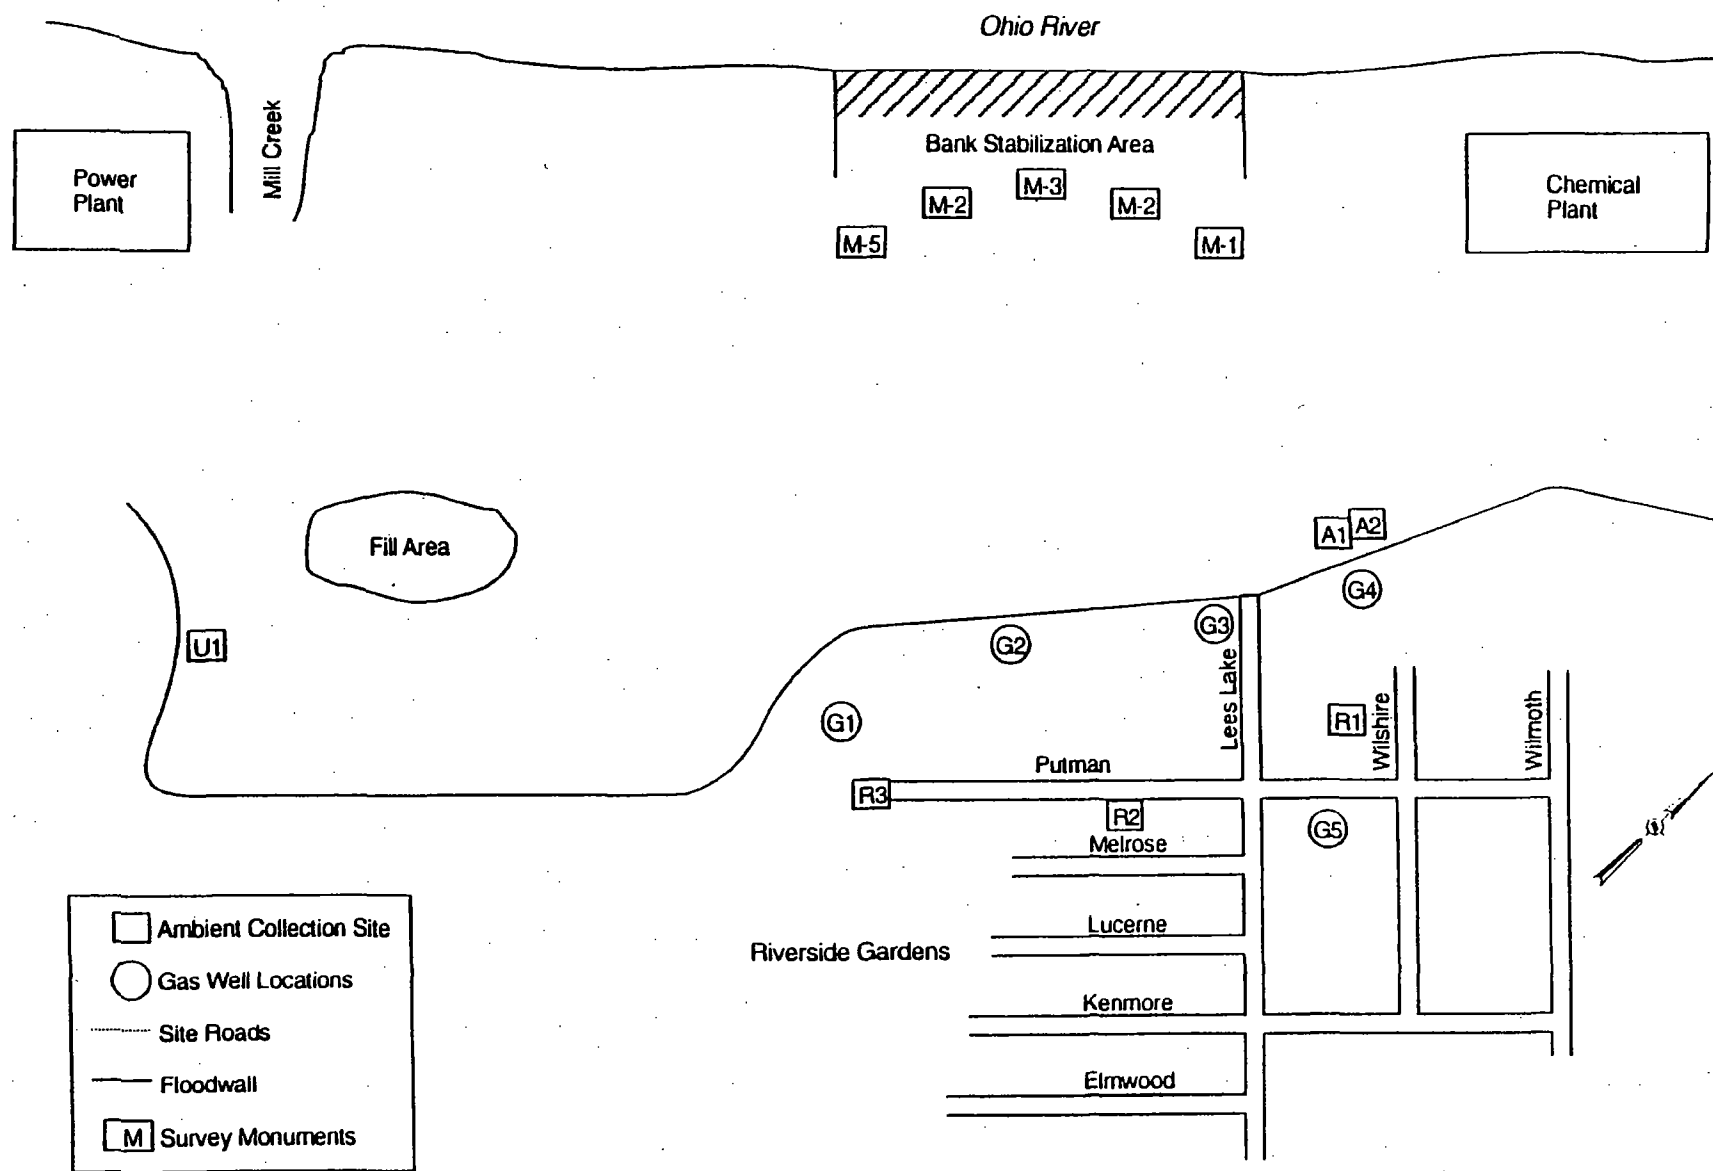 Ohio River
Mill Creek
Power
Plant
Bank Stabilization Area
M-3
M-2
M-2
M-5
M-1
Chemical
Plant
Fill Area
A1
A2
G4
G3
G2
U1
G1
Lees Lake
R1
Wilshire
Wilmoth
Putman
R3
R2
G5
Melrose
Lucerne
Riverside Gardens
Kenmore
Elmwood
Ambient Collection Site
Gas Well Locations
Site Roads
Floodwall
M Survey Monuments